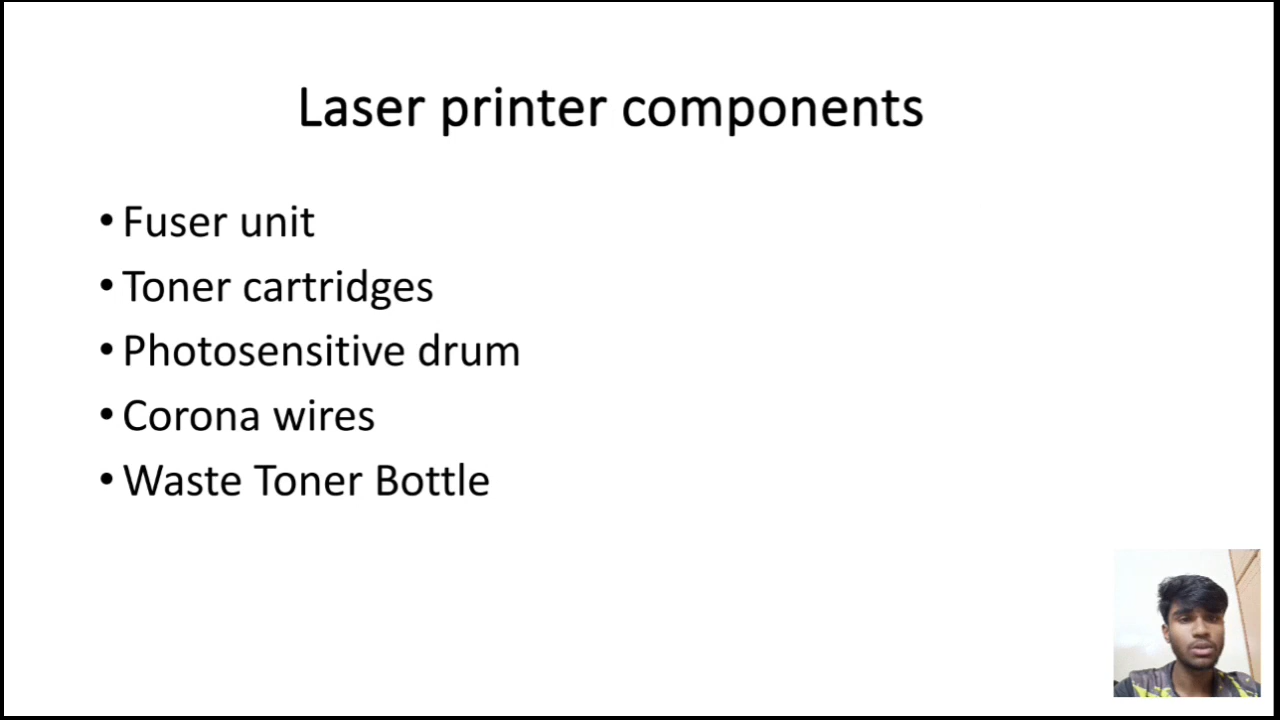 Laser printer components
• Fuser unit
• Toner cartridges
• Photosensitive drum
• Corona wires
• Waste Toner Bottle